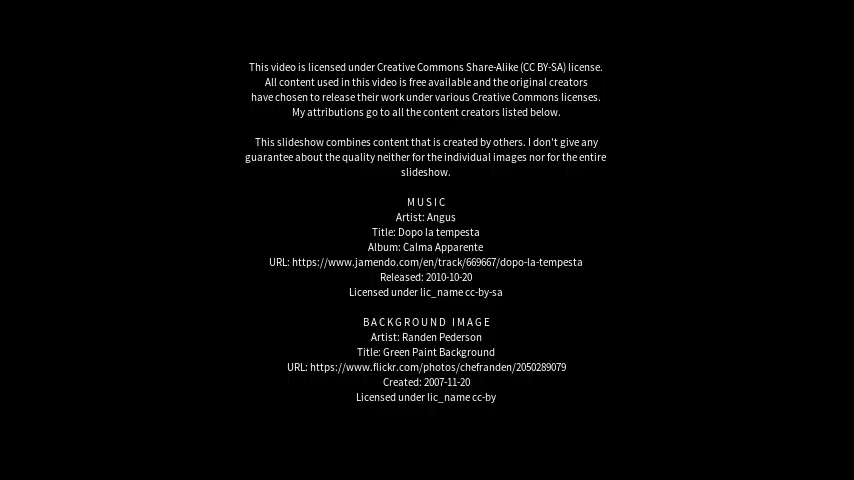 This video is licensed under Creative Commons Share-Alike (CC BY-SA) license.
All content used in this video is free available and the original creators
have chosen to release their work under various Creative Commons licenses.
My attributions go to all the content creators listed below.
This slideshow combines content that is created by others. I don't give any
guarantee about the quality neither for the individual images nor for the entire
slideshow.
MUSIC
Artist: Angus
Title: Dopo la tempesta
Album: Calma Apparente
URL: https://www.jamendo.com/en/track/669667/dopo-la-tempesta
Released: 2010-10-20
Licensed under lic_name cc-by-sa
BACKGROUND IMAGE
Artist: Randen Pederson
Title: Green Paint Background
URL: https://www.flickr.com/photos/chefranden/2050289079
Created: 2007-11-20
Licensed under lic_name cc-by